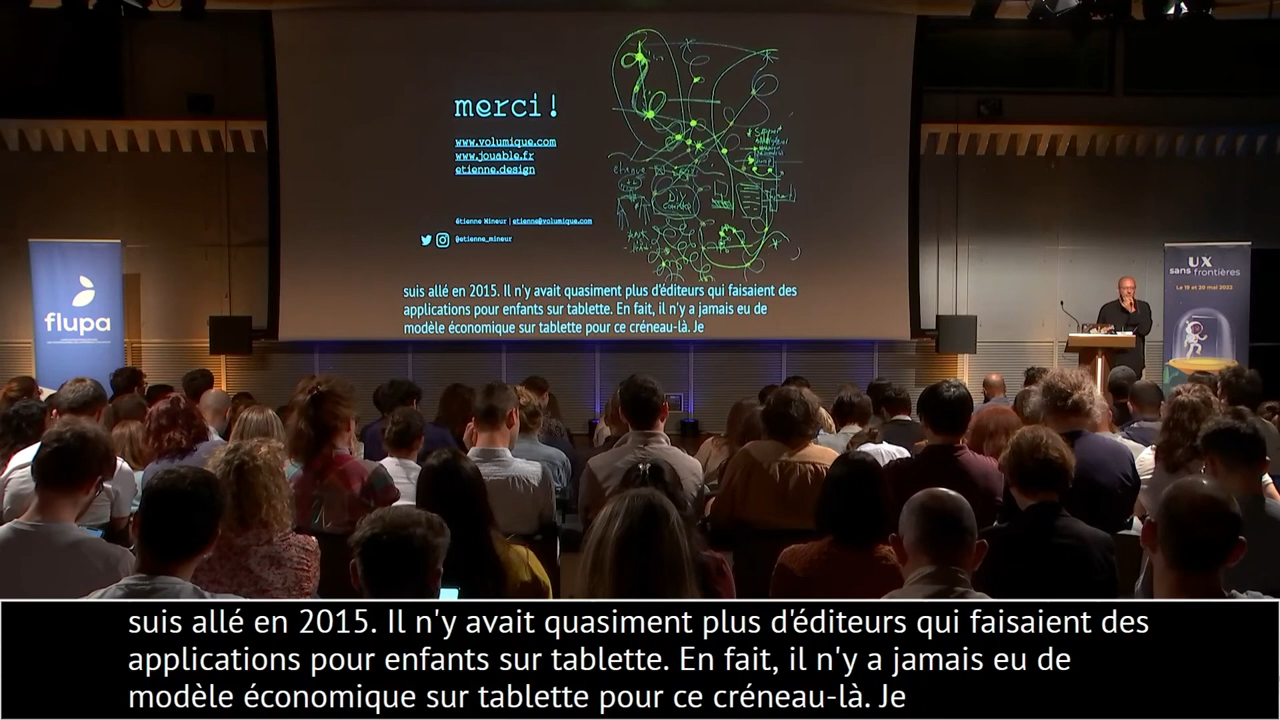 merci!
www.volumique.com
www.jouable.fr
etienne.design
étienne Mineur | etienne@volumique.com
@etienne_mineur
suis allé en 2015. Il n'y avait quasiment plus d'éditeurs qui faisaient des
applications pour enfants sur tablette. En fait, il n'y a jamais eu de
modèle économique sur tablette pour ce créneau-là. Je
flupa
UX
sans frontières
Le 19 et 20 mai 2022
suis allé en 2015. Il n'y avait quasiment plus d'éditeurs qui faisaient des
applications pour enfants sur tablette. En fait, il n'y a jamais eu de
modèle économique sur tablette pour ce créneau-là. Je